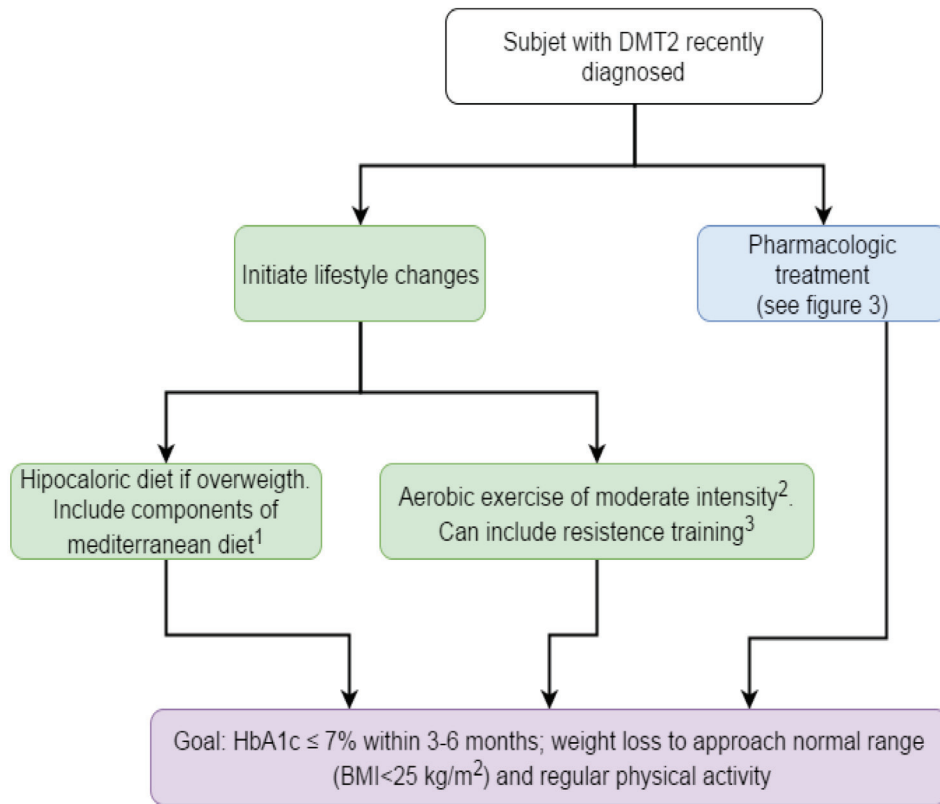 Subjet with DMT2 recently
diagnosed
Initiate lifestyle changes
Pharmacologic
treatment
(see figure 3)
Hipocaloric diet if overweigth.
Include components of
mediterranean diet¹
Aerobic exercise of moderate intensity².
Can include resistence training³
Goal: HbA1c ≤ 7% within 3-6 months; weight loss to approach normal range
(BMI<25 kg/m²) and regular physical activity